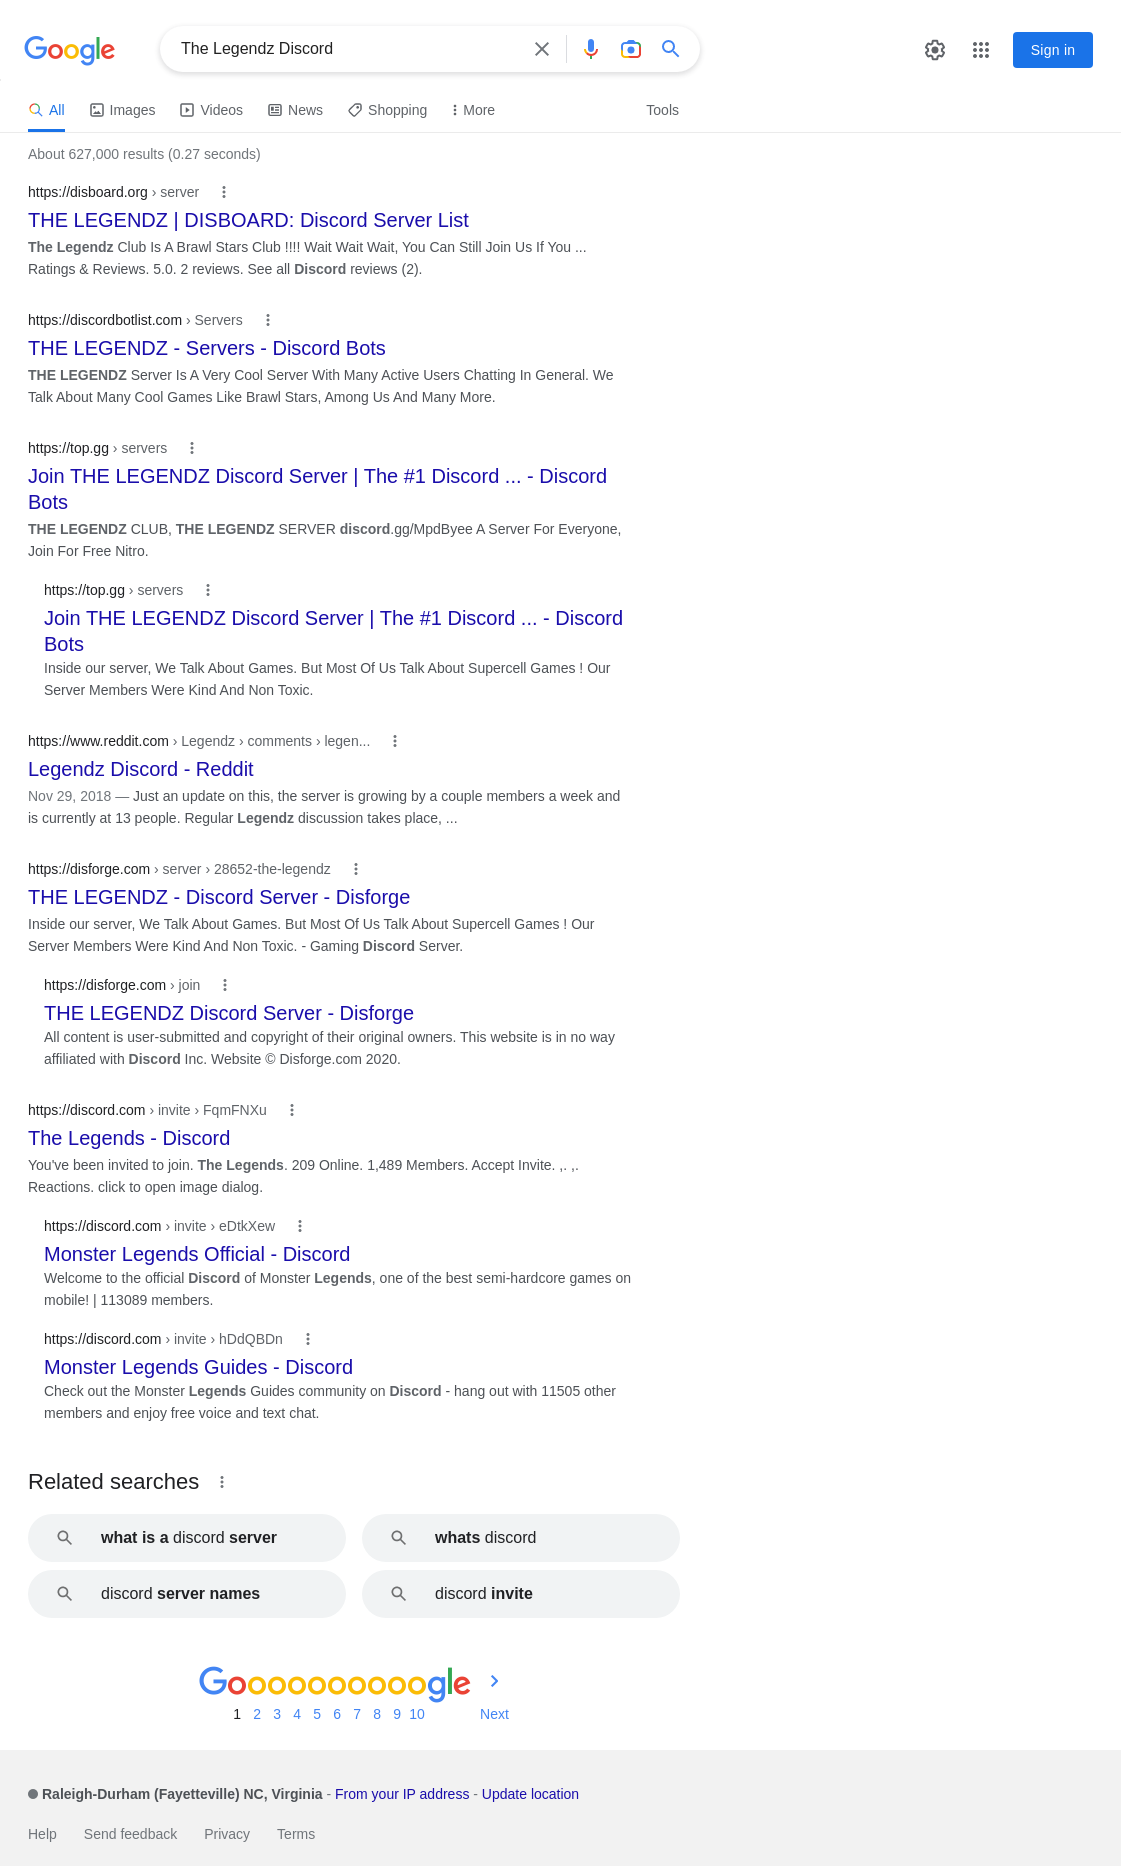 Google
The Legendz Discord
Sign in
All Images Videos News Shopping More Tools
About 627,000 results (0.27 seconds)
https://disboard.org › server
THE LEGENDZ | DISBOARD: Discord Server List
The Legendz Club Is A Brawl Stars Club !!!! Wait Wait Wait, You Can Still Join Us If You ...
Ratings & Reviews. 5.0. 2 reviews. See all Discord reviews (2).
https://discordbotlist.com › Servers
THE LEGENDZ - Servers - Discord Bots
THE LEGENDZ Server Is A Very Cool Server With Many Active Users Chatting In General. We
Talk About Many Cool Games Like Brawl Stars, Among Us And Many More.
https://top.gg › servers
Join THE LEGENDZ Discord Server | The #1 Discord ... - Discord
Bots
THE LEGENDZ CLUB, THE LEGENDZ SERVER discord.gg/MpdByee A Server For Everyone,
Join For Free Nitro.
https://top.gg › servers
Join THE LEGENDZ Discord Server | The #1 Discord ... - Discord
Bots
Inside our server, We Talk About Games. But Most Of Us Talk About Supercell Games ! Our
Server Members Were Kind And Non Toxic.
https://www.reddit.com › Legendz › comments › legen...
Legendz Discord - Reddit
Nov 29, 2018 — Just an update on this, the server is growing by a couple members a week and
is currently at 13 people. Regular Legendz discussion takes place, ...
https://disforge.com › server › 28652-the-legendz
THE LEGENDZ - Discord Server - Disforge
Inside our server, We Talk About Games. But Most Of Us Talk About Supercell Games ! Our
Server Members Were Kind And Non Toxic. - Gaming Discord Server.
https://disforge.com › join
THE LEGENDZ Discord Server - Disforge
All content is user-submitted and copyright of their original owners. This website is in no way
affiliated with Discord Inc. Website © Disforge.com 2020.
https://discord.com › invite › FqmFNXu
The Legends - Discord
You've been invited to join. The Legends. 209 Online. 1,489 Members. Accept Invite. ,. ,.
Reactions. click to open image dialog.
https://discord.com › invite › eDtkXew
Monster Legends Official - Discord
Welcome to the official Discord of Monster Legends, one of the best semi-hardcore games on
mobile! | 113089 members.
https://discord.com › invite › hDdQBDn
Monster Legends Guides - Discord
Check out the Monster Legends Guides community on Discord - hang out with 11505 other
members and enjoy free voice and text chat.
Related searches
what is a discord server
whats discord
discord server names
discord invite
Goooooooooogle
1 2 3 4 5 6 7 8 9 10 Next
Raleigh-Durham (Fayetteville) NC, Virginia - From your IP address - Update location
Help Send feedback Privacy Terms